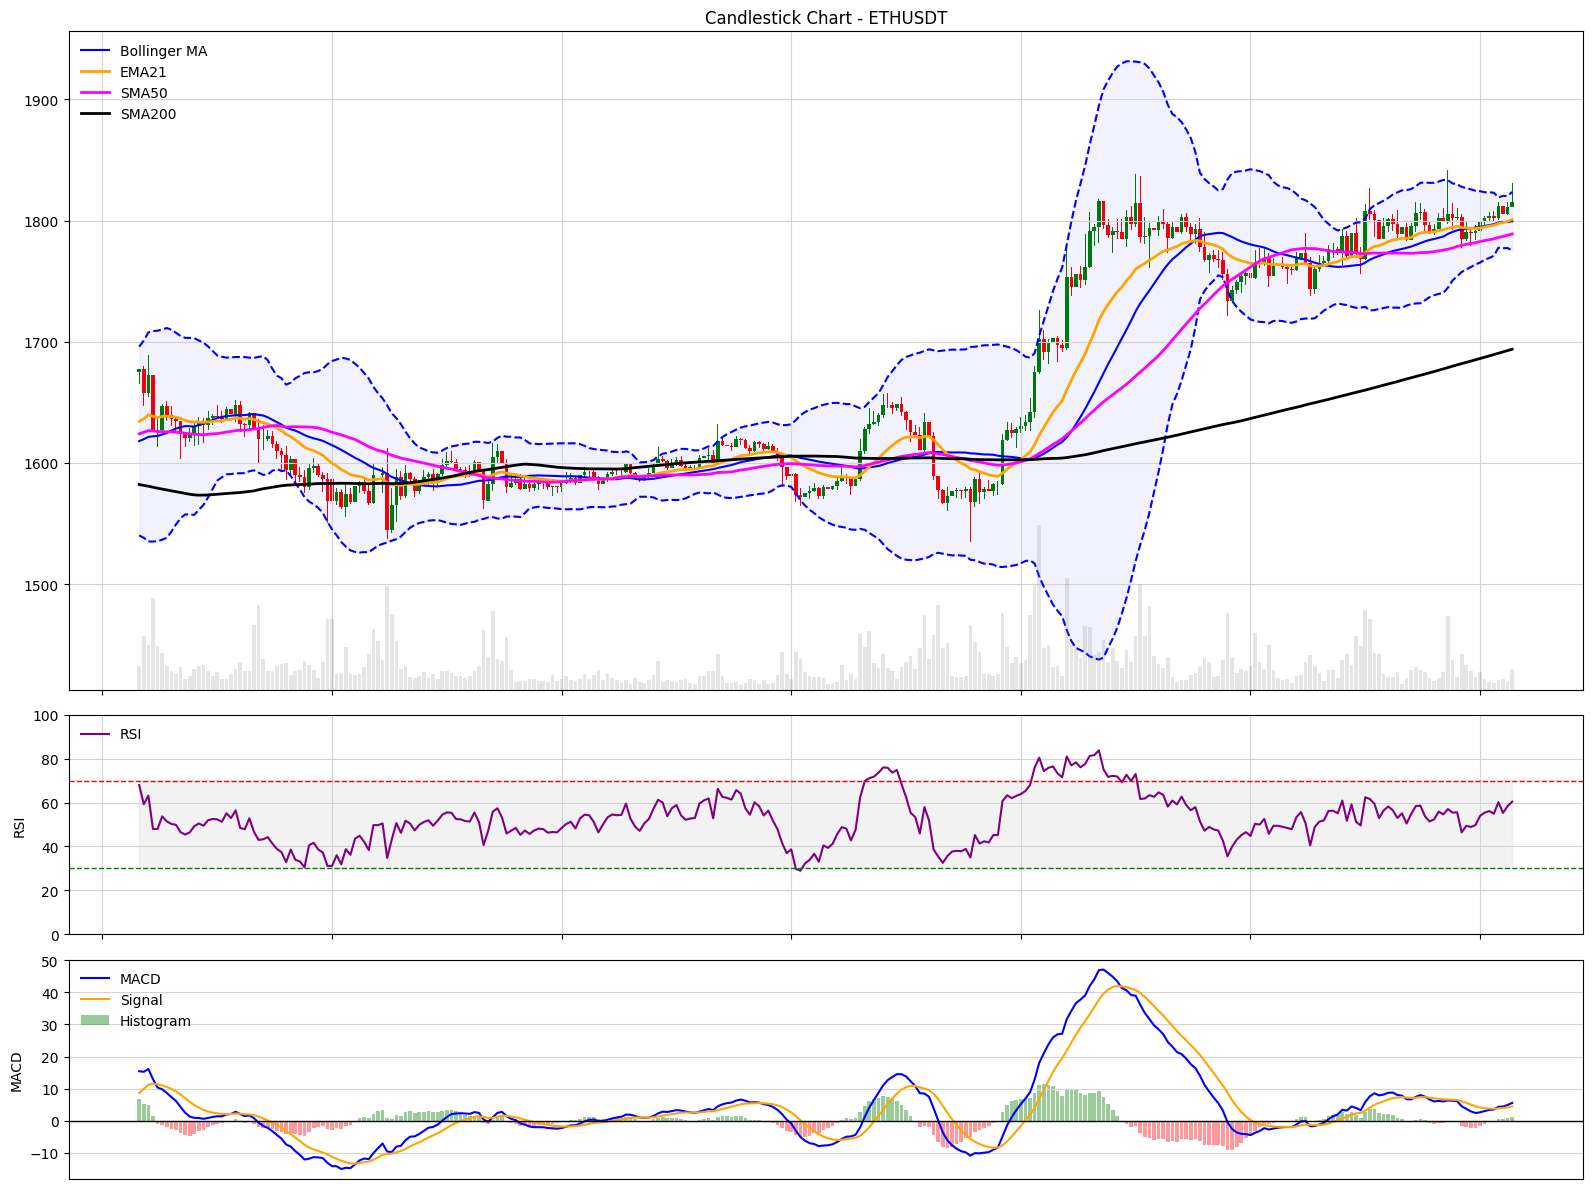 Candlestick Chart - ETHUSDT
Bollinger MA
EMA21
SMA50
SMA200
1900
1800
1700
1600
1500
RSI
100
80
60
40
20
0
RSI
MACD
Signal
Histogram
50
40
30
20
10
0
−10
MACD